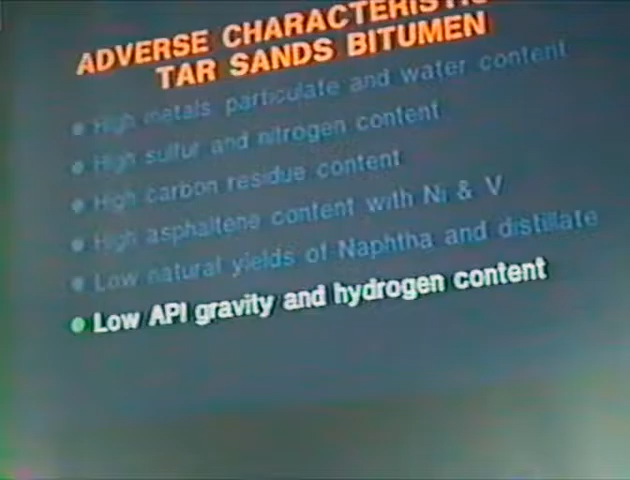 ADVERSE CHARACTERISTIC
TAR SANDS BITUMEN
• High metals particulate and water content
• High sulfur and nitrogen content
• High carbon residue content
• High asphaltene content with Ni & V
• Low natural yields of Naphtha and distillate
• Low API gravity and hydrogen content